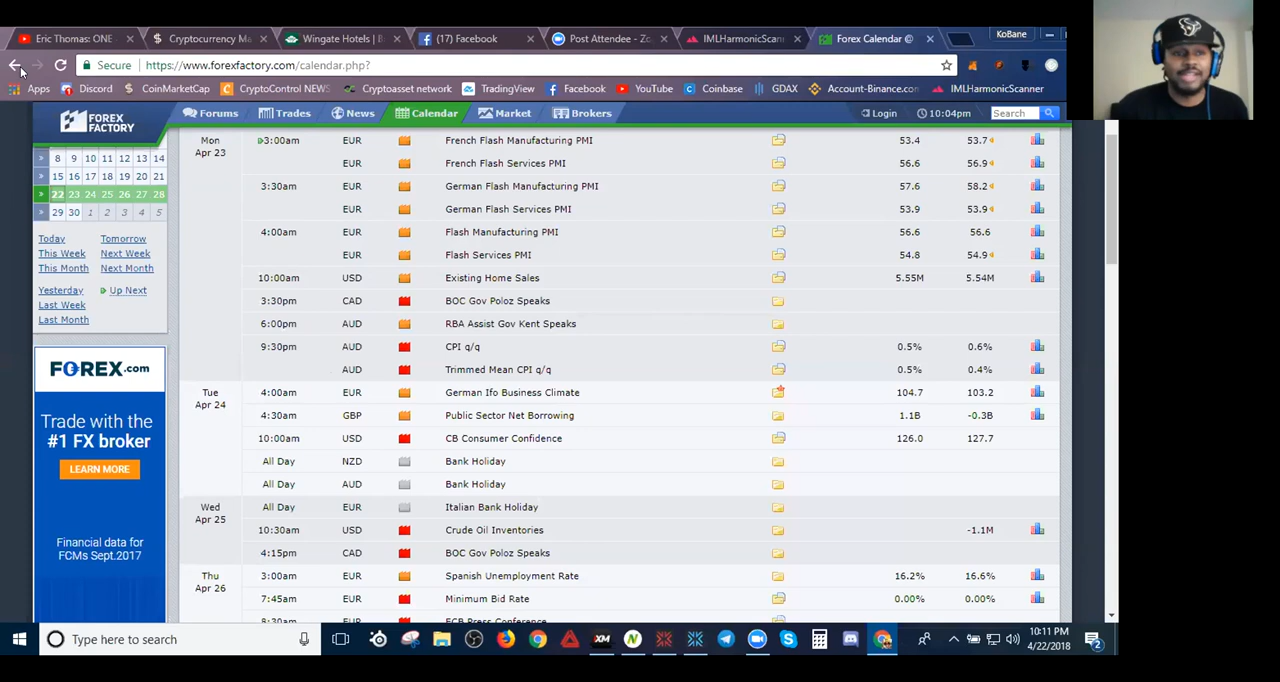 Eric Thomas: ONE
Cryptocurrency M
Wingate Hotels | B
(17) Facebook
Post Attendee - Zo
IMLHarmonicScan
Forex Calendar @
KoBane
Secure https://www.forexfactory.com/calendar.php?
Apps Discord CoinMarketCap CryptoControl NEWS Cryptoasset network TradingView Facebook YouTube Coinbase GDAX Account-Binance.co IMLHarmonicScanner
FOREX FACTORY
Forums Trades News Calendar Market Brokers Login 10:04pm Search
8 9 10 11 12 13 14
15 16 17 18 19 20 21
22 23 24 25 26 27 28
29 30 1 2 3 4 5
Today Tomorrow
This Week Next Week
This Month Next Month
Yesterday Up Next
Last Week
Last Month
FOREX.com
Trade with the
#1 FX broker
LEARN MORE
Financial data for
FCMs Sept.2017
Mon Apr 23 3:00am EUR French Flash Manufacturing PMI 53.4 53.7
EUR French Flash Services PMI 56.6 56.9
3:30am EUR German Flash Manufacturing PMI 57.6 58.2
EUR German Flash Services PMI 53.9 53.9
4:00am EUR Flash Manufacturing PMI 56.6 56.6
EUR Flash Services PMI 54.8 54.9
10:00am USD Existing Home Sales 5.55M 5.54M
3:30pm CAD BOC Gov Poloz Speaks
6:00pm AUD RBA Assist Gov Kent Speaks
9:30pm AUD CPI q/q 0.5% 0.6%
AUD Trimmed Mean CPI q/q 0.5% 0.4%
Tue Apr 24 4:00am EUR German Ifo Business Climate 104.7 103.2
4:30am GBP Public Sector Net Borrowing 1.1B -0.3B
10:00am USD CB Consumer Confidence 126.0 127.7
All Day NZD Bank Holiday
All Day AUD Bank Holiday
Wed Apr 25 All Day EUR Italian Bank Holiday
10:30am USD Crude Oil Inventories -1.1M
4:15pm CAD BOC Gov Poloz Speaks
Thu Apr 26 3:00am EUR Spanish Unemployment Rate 16.2% 16.6%
7:45am EUR Minimum Bid Rate 0.00% 0.00%
8:30am EUR ECB Press Conference
Type here to search
XM
10:11 PM
4/22/2018
2